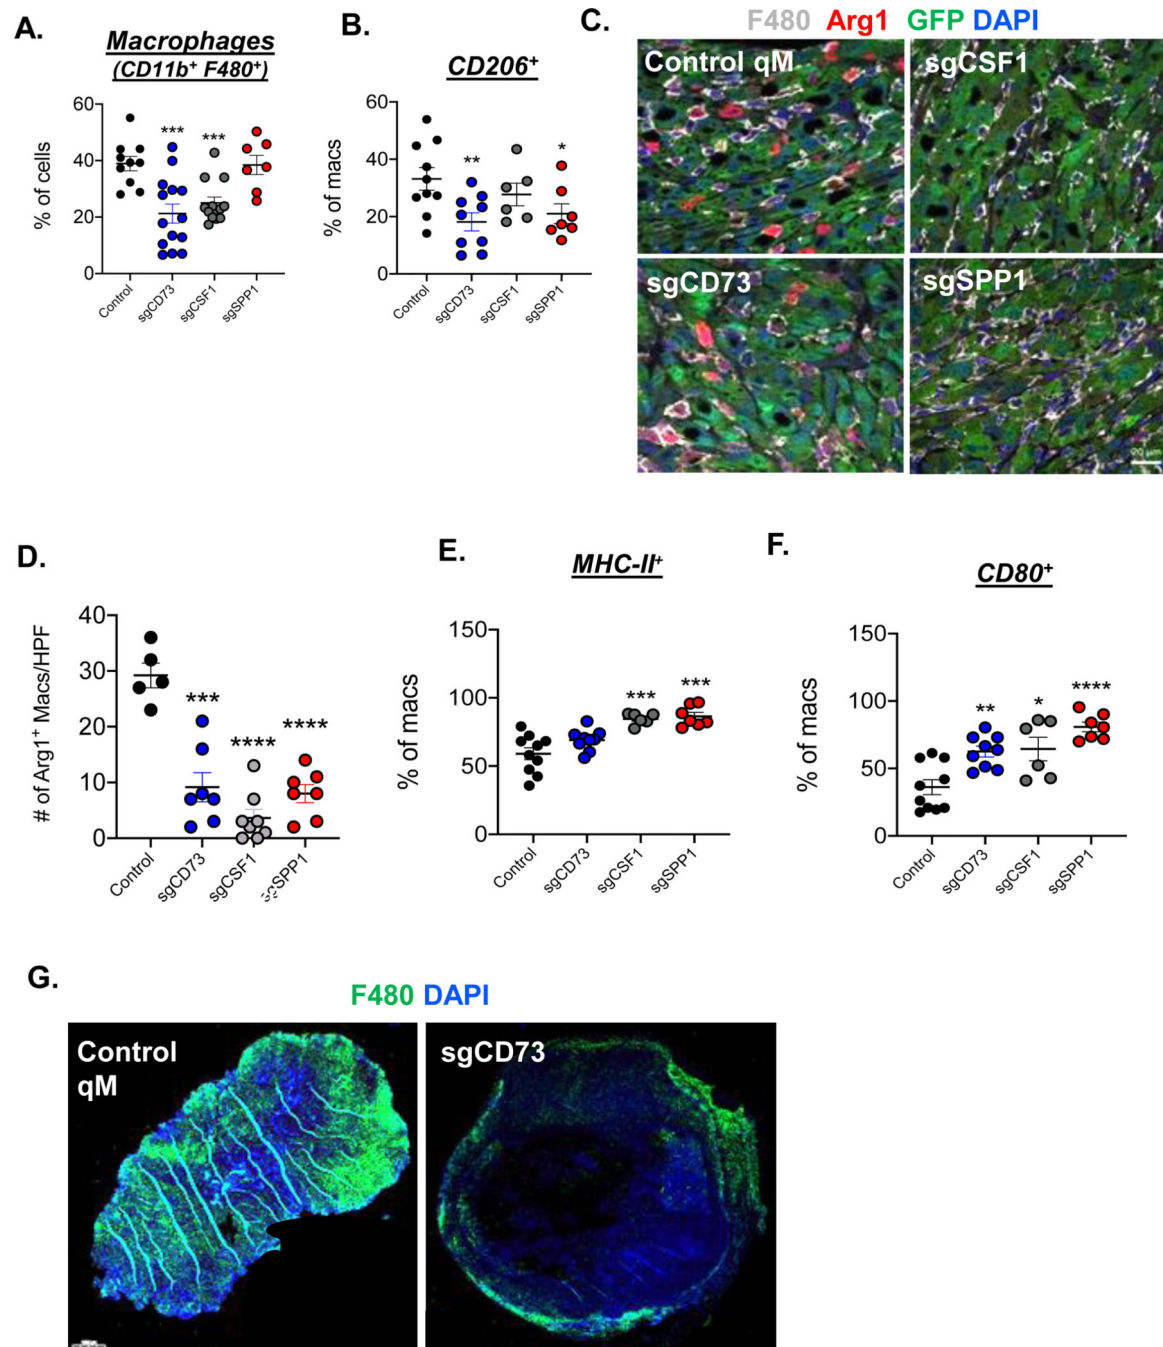 A.
Macrophages
(CD11b+ F480+)
60
40
20
0
% of cells
***
***
Control
sgCD73
sgCSF1
sgSPP1
B.
CD206+
60
40
20
0
% of macs
**
*
Control
sgCD73
sgCSF1
sgSPP1
C.
F480 Arg1 GFP DAPI
Control qM
sgCSF1
sgCD73
sgSPP1
20 µm
D.
40
30
20
10
0
# of Arg1+ Macs/HPF
***
****
****
Control
sgCD73
sgCSF1
sgSPP1
E.
MHC-II+
150
100
50
0
% of macs
***
***
Control
sgCD73
sgCSF1
sgSPP1
F.
CD80+
150
100
50
0
% of macs
**
*
****
Control
sgCD73
sgCSF1
sgSPP1
G.
F480 DAPI
Control
qM
sgCD73